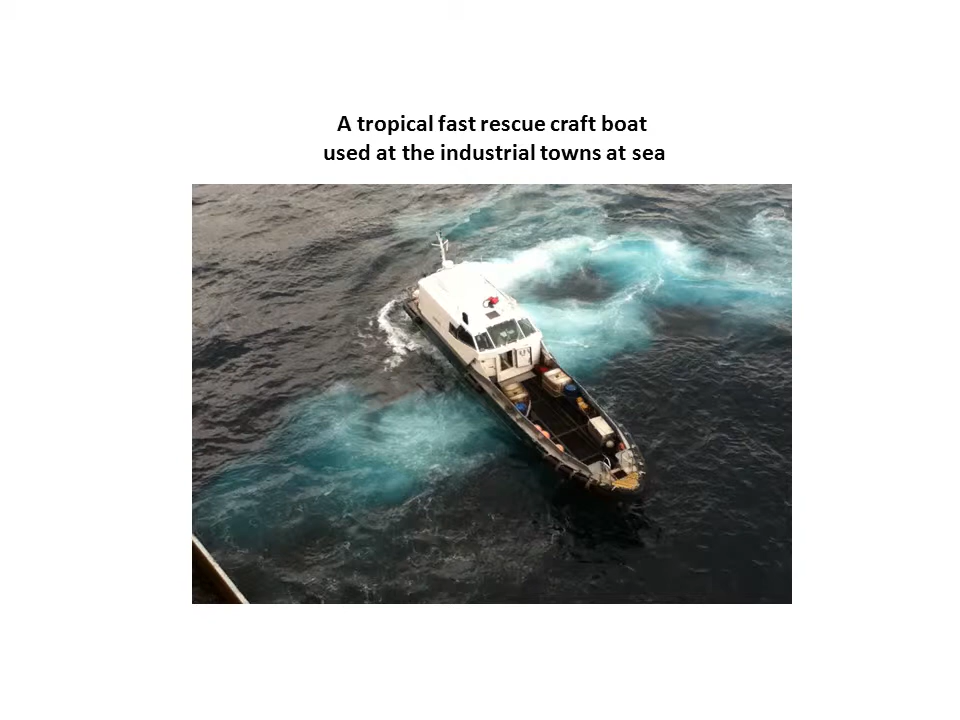 A tropical fast rescue craft boat
used at the industrial towns at sea